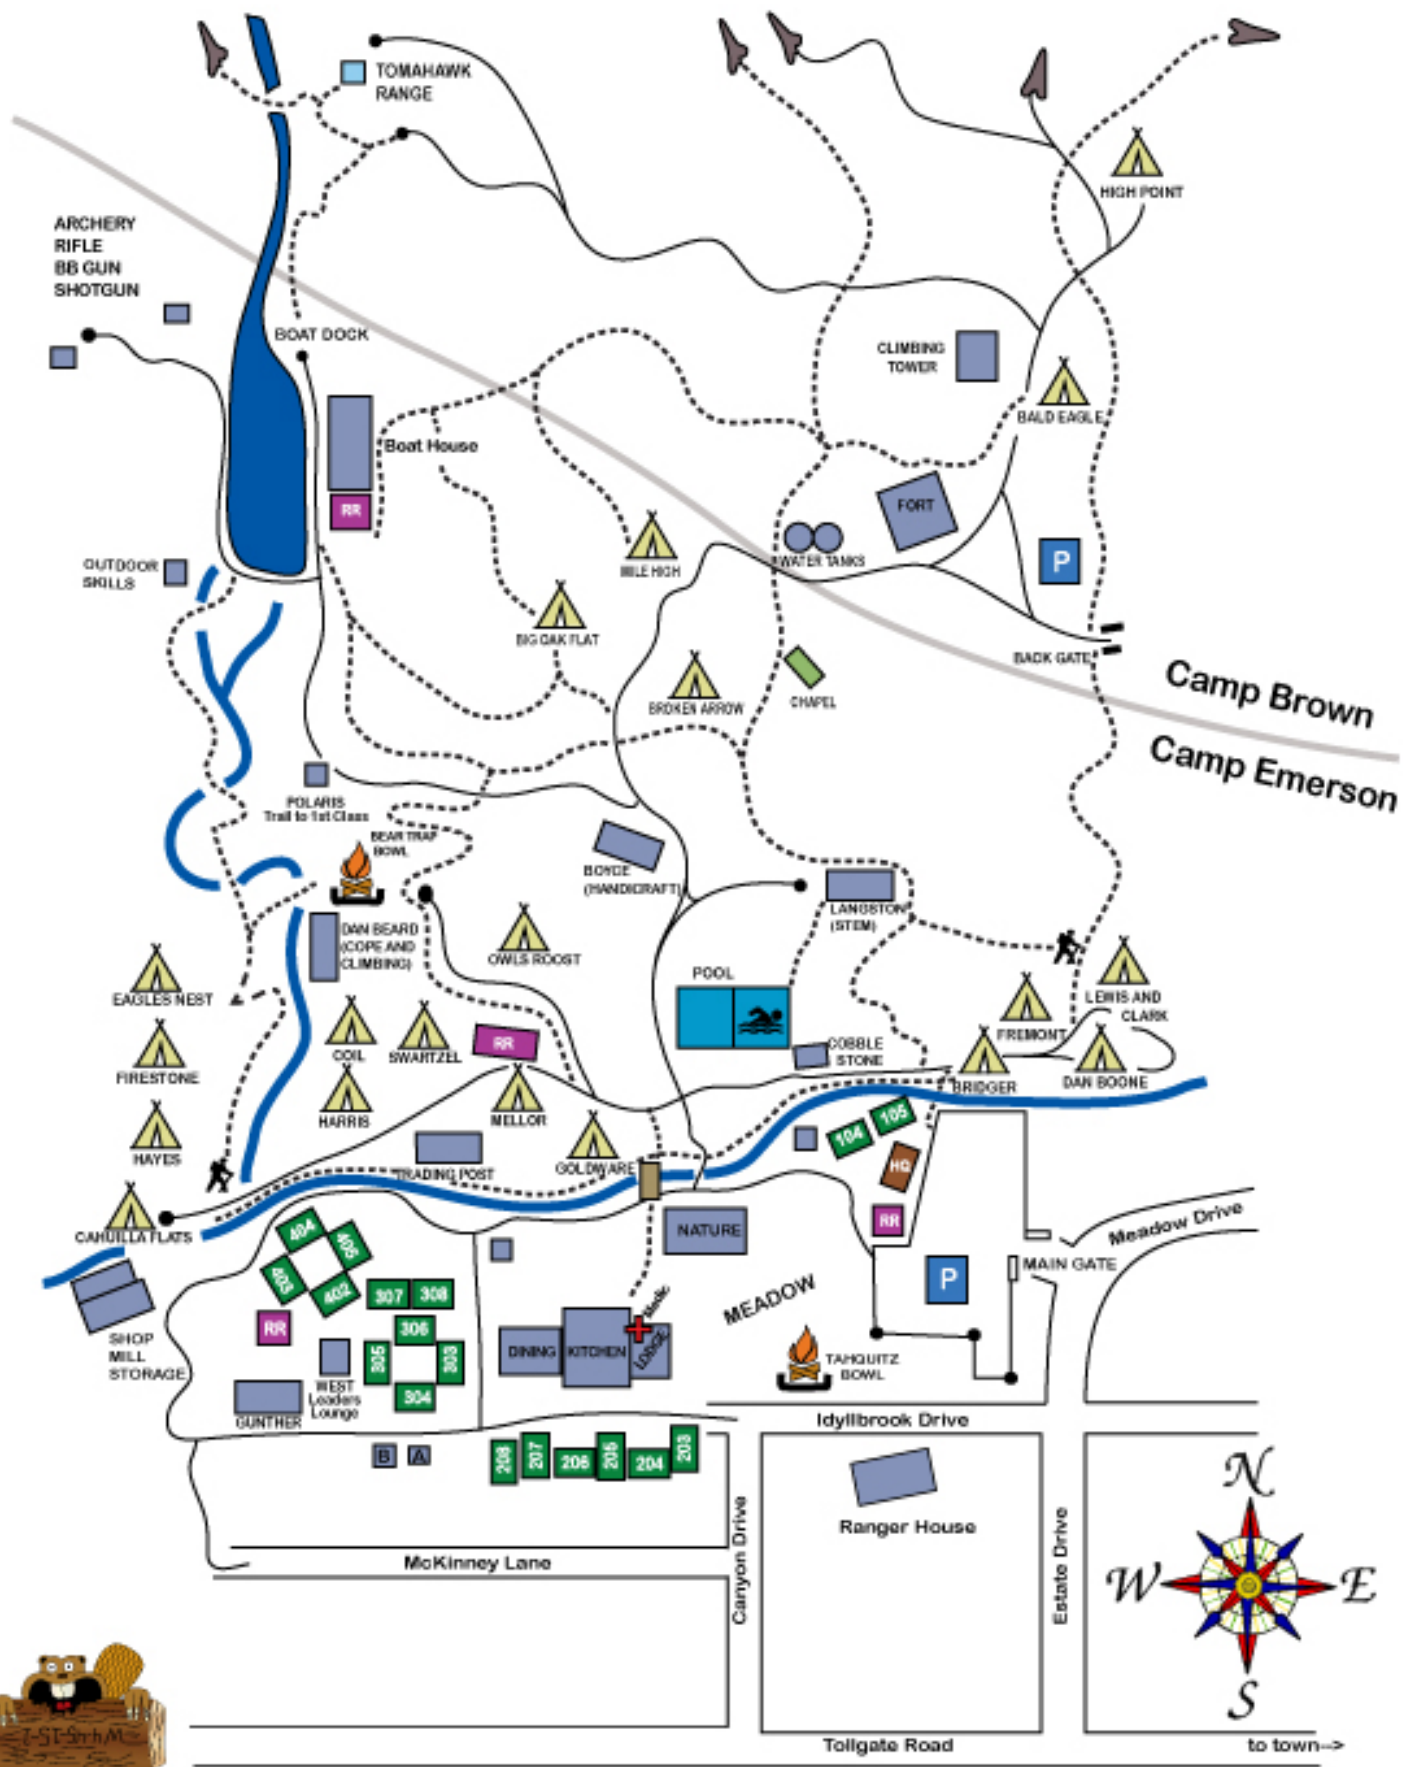 TOMAHAWK
RANGE
HIGH POINT
ARCHERY
RIFLE
BB GUN
SHOTGUN
BOAT DOCK
CLIMBING
TOWER
BALD EAGLE
Boat House
RR
FORT
WATER TANKS
P
MILE HIGH
OUTDOOR
SKILLS
BIG OAK FLAT
BACK GATE
BROKEN ARROW
CHAPEL
Camp Brown
Camp Emerson
POLARIS
Trail to 1st Class
BEAR TRAP
BOWL
BOYCE
(HANDICRAFT)
LANGSTON
(STEM)
DAN BEARD
(COPE AND
CLIMBING)
OWLS ROOST
POOL
EAGLES NEST
LEWIS AND
CLARK
FREMONT
COIL
SWARTZEL
RR
COBBLE
STONE
FIRESTONE
BRIDGER
DAN BOONE
HARRIS
MELLOR
HAYES
TRADING POST
GOLDWARE
104
105
HQ
RR
CAHUILLA FLATS
NATURE
Meadow Drive
MAIN GATE
P
404
405
403
402
307
308
RR
306
305
303
304
MEADOW
Medic
DINING
KITCHEN
LODGE
SHOP
MILL
STORAGE
WEST
Leaders
Lounge
GUNTHER
TAHQUITZ
BOWL
Idyllbrook Drive
B
A
208
207
206
205
204
203
Ranger House
McKinney Lane
Canyon Drive
Estate Drive
N
W
E
S
Tollgate Road
to town-->